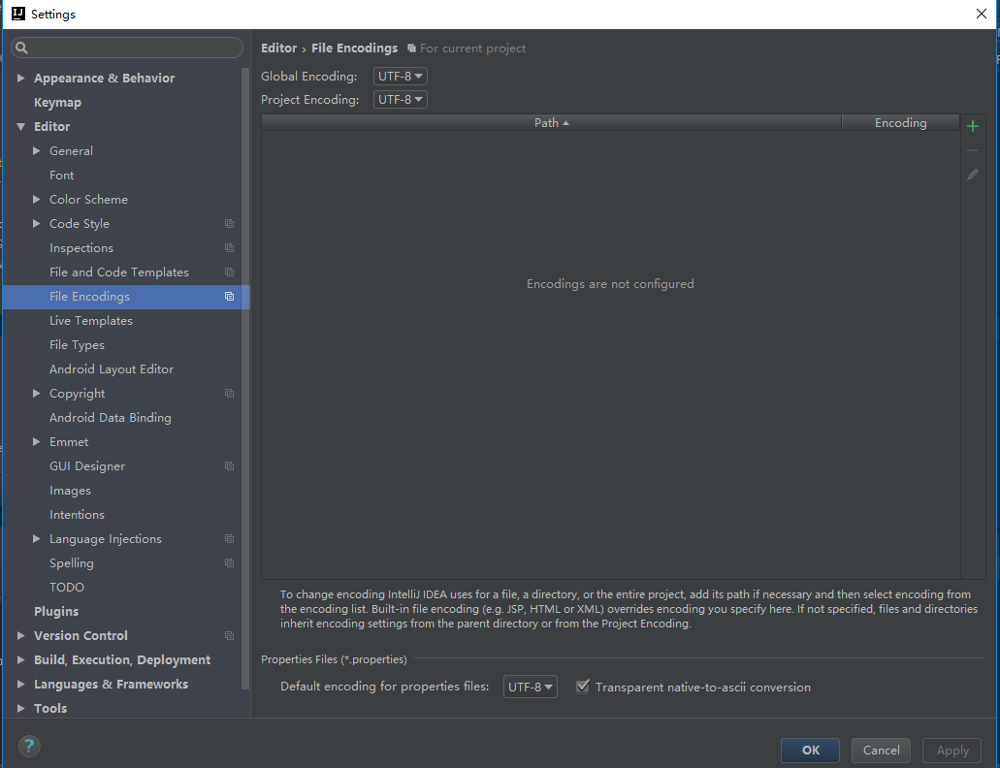 Settings
Editor › File Encodings For current project
Global Encoding: UTF-8
Project Encoding: UTF-8
Path Encoding
Encodings are not configured
To change encoding IntelliJ IDEA uses for a file, a directory, or the entire project, add its path if necessary and then select encoding from
the encoding list. Built-in file encoding (e.g. JSP, HTML or XML) overrides encoding you specify here. If not specified, files and directories
inherit encoding settings from the parent directory or from the Project Encoding.
Properties Files (*.properties)
Default encoding for properties files: UTF-8 Transparent native-to-ascii conversion
Appearance & Behavior
Keymap
Editor
General
Font
Color Scheme
Code Style
Inspections
File and Code Templates
File Encodings
Live Templates
File Types
Android Layout Editor
Copyright
Android Data Binding
Emmet
GUI Designer
Images
Intentions
Language Injections
Spelling
TODO
Plugins
Version Control
Build, Execution, Deployment
Languages & Frameworks
Tools
?
OK Cancel Apply